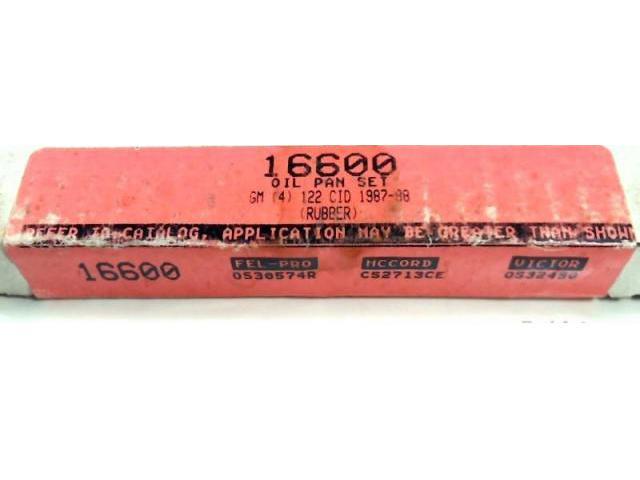 16600
OIL PAN SET
GM (4) 122 CID 1987-88
(RUBBER)
REFER TO CATALOG. APPLICATION MAY BE GREATER THAN SHOWN
16600 FEL-PRO MCCORD VICTOR
OS30574R CS2713CE